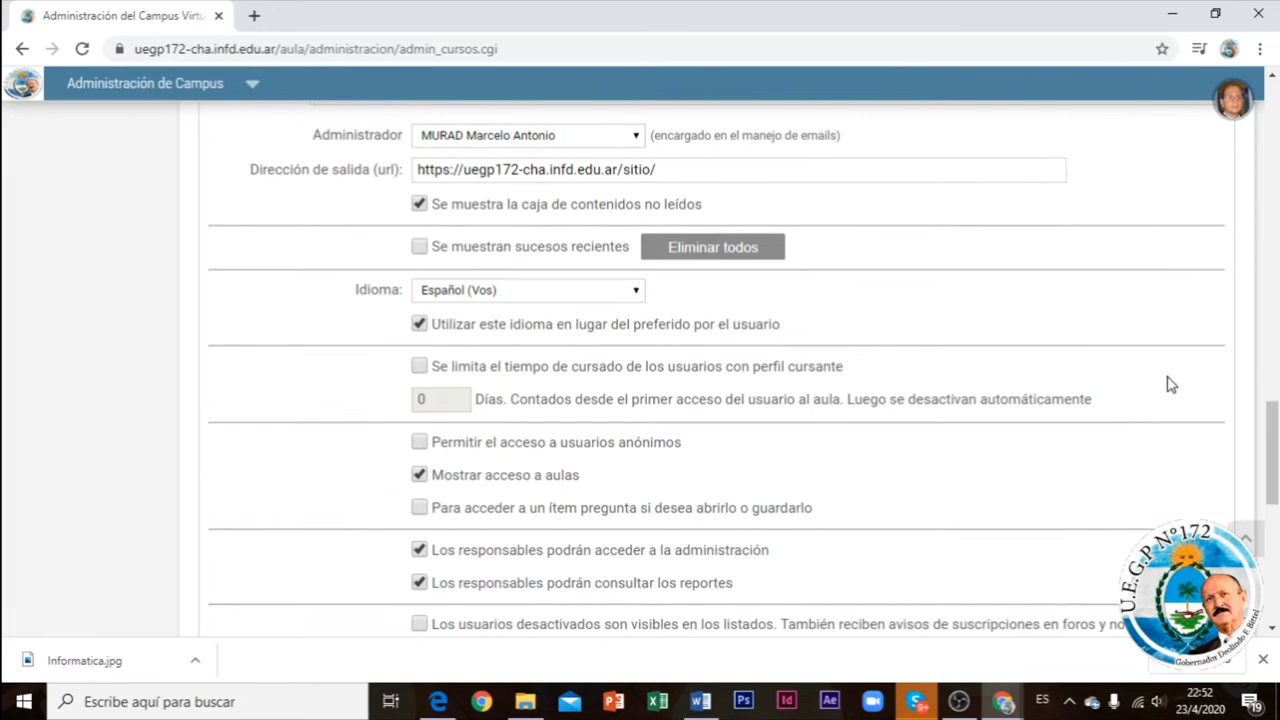 Administración del Campus Virtu
uegp172-cha.infd.edu.ar/aula/administracion/admin_cursos.cgi
Administración de Campus
Administrador MURAD Marcelo Antonio (encargado en el manejo de emails)
Dirección de salida (url): https://uegp172-cha.infd.edu.ar/sitio/
Se muestra la caja de contenidos no leídos
Se muestran sucesos recientes Eliminar todos
Idioma: Español (Vos)
Utilizar este idioma en lugar del preferido por el usuario
Se limita el tiempo de cursado de los usuarios con perfil cursante
0 Días. Contados desde el primer acceso del usuario al aula. Luego se desactivan automáticamente
Permitir el acceso a usuarios anónimos
Mostrar acceso a aulas
Para acceder a un ítem pregunta si desea abrirlo o guardarlo
Los responsables podrán acceder a la administración
Los responsables podrán consultar los reportes
Los usuarios desactivados son visibles en los listados. También reciben avisos de suscripciones en foros y no
U.E.G.P N°172
Gobernador Deolindo F. Bittel
Informatica.jpg
Escribe aquí para buscar
Ps
Id
Ae
ES
22:52
23/4/2020
19